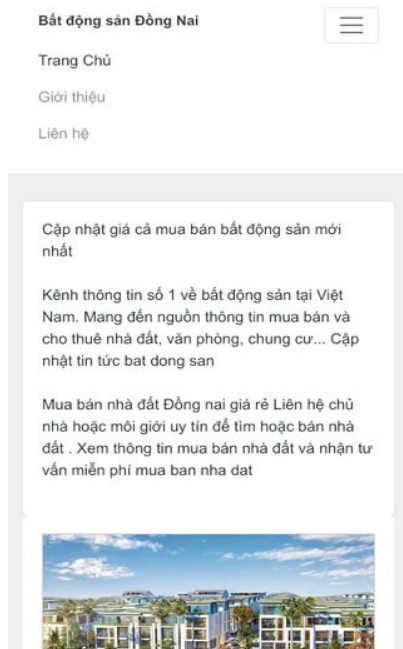 Bất động sản Đồng Nai
Trang Chủ
Giới thiệu
Liên hệ
Cập nhật giá cả mua bán bất động sản mới
nhất
Kênh thông tin số 1 về bất động sản tại Việt
Nam. Mang đến nguồn thông tin mua bán và
cho thuê nhà đất, văn phòng, chung cư... Cập
nhật tin tức bat dong san
Mua bán nhà đất Đồng nai giá rẻ Liên hệ chủ
nhà hoặc môi giới uy tín để tìm hoặc bán nhà
đất . Xem thông tin mua bán nhà đất và nhận tư
vấn miễn phí mua ban nha dat